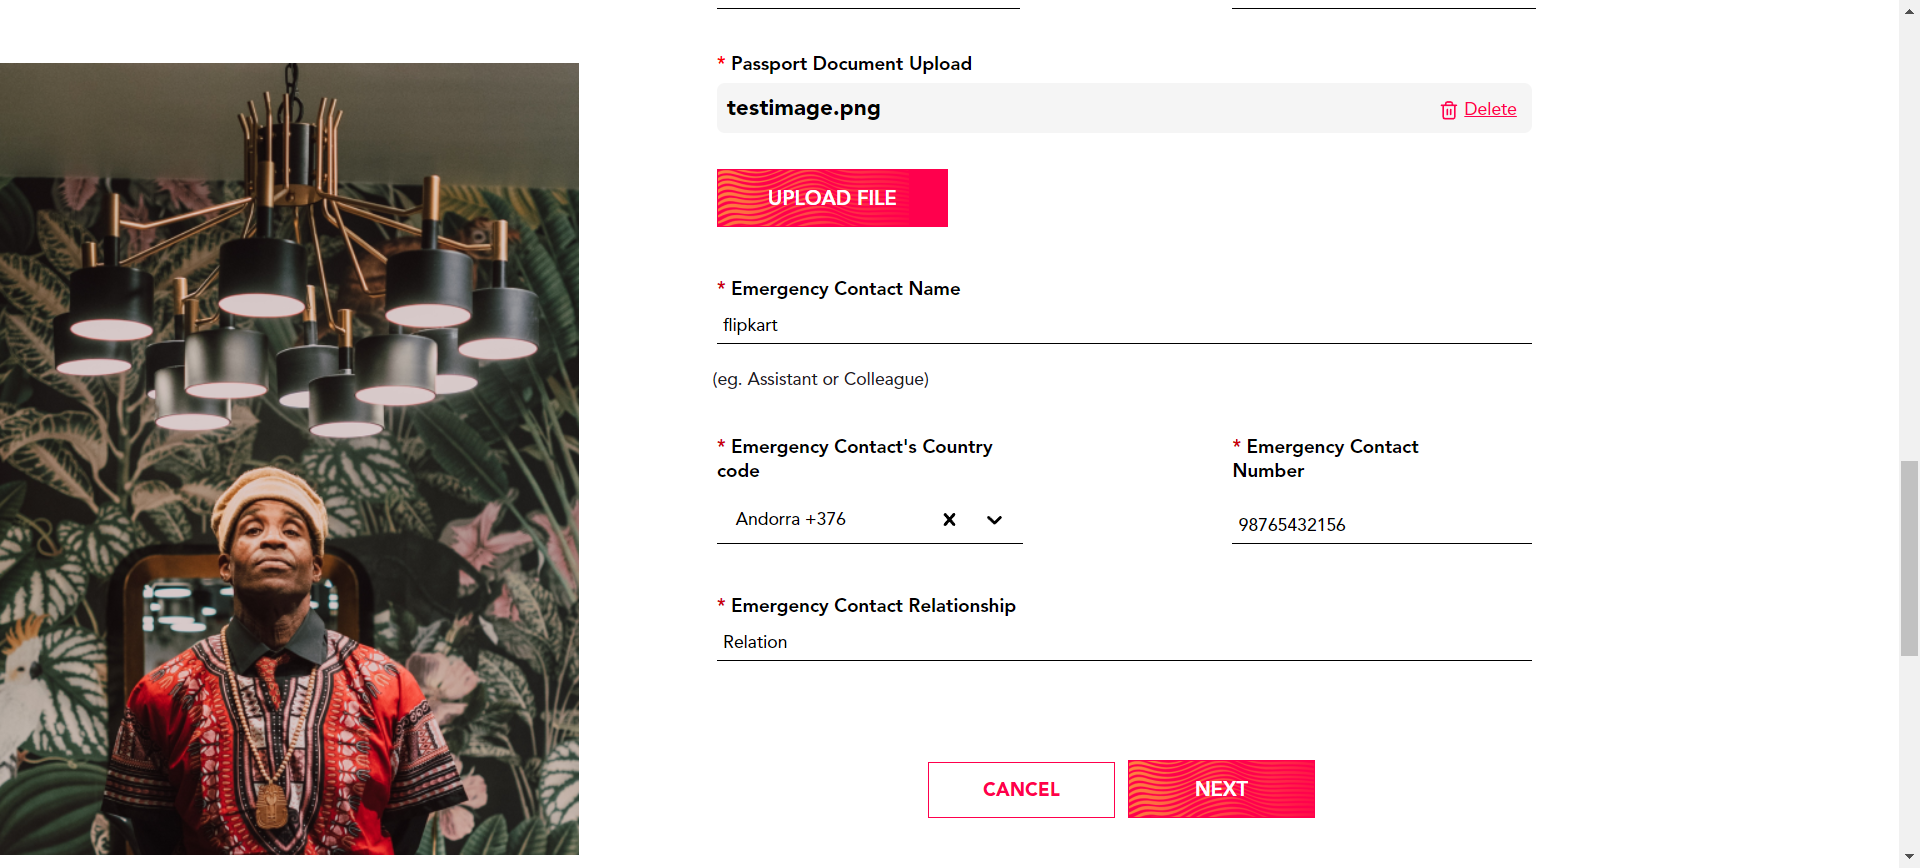 * Passport Document Upload
testimage.png
Delete
UPLOAD FILE
* Emergency Contact Name
flipkart
(eg. Assistant or Colleague)
* Emergency Contact's Country
code
Andorra +376
* Emergency Contact
Number
98765432156
* Emergency Contact Relationship
Relation
CANCEL
NEXT